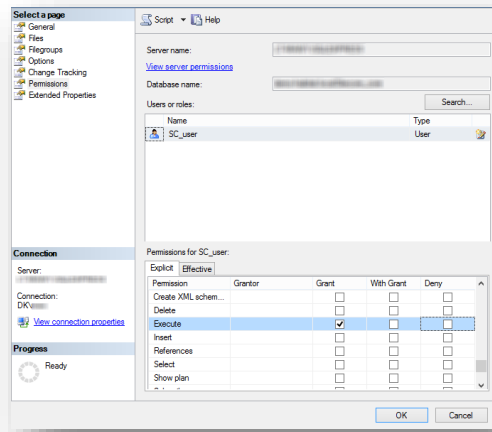 Select a page
General
Files
Filegroups
Options
Change Tracking
Permissions
Extended Properties
Script Help
Server name:
View server permissions
Database name:
Users or roles:
Search...
Name Type
SC_user User
Permissions for SC_user:
Explicit Effective
Permission Grantor Grant With Grant Deny
Create XML schem...
Delete
Execute
Insert
References
Select
Show plan
Connection
Server:
Connection:
DK\
View connection properties
Progress
Ready
OK Cancel